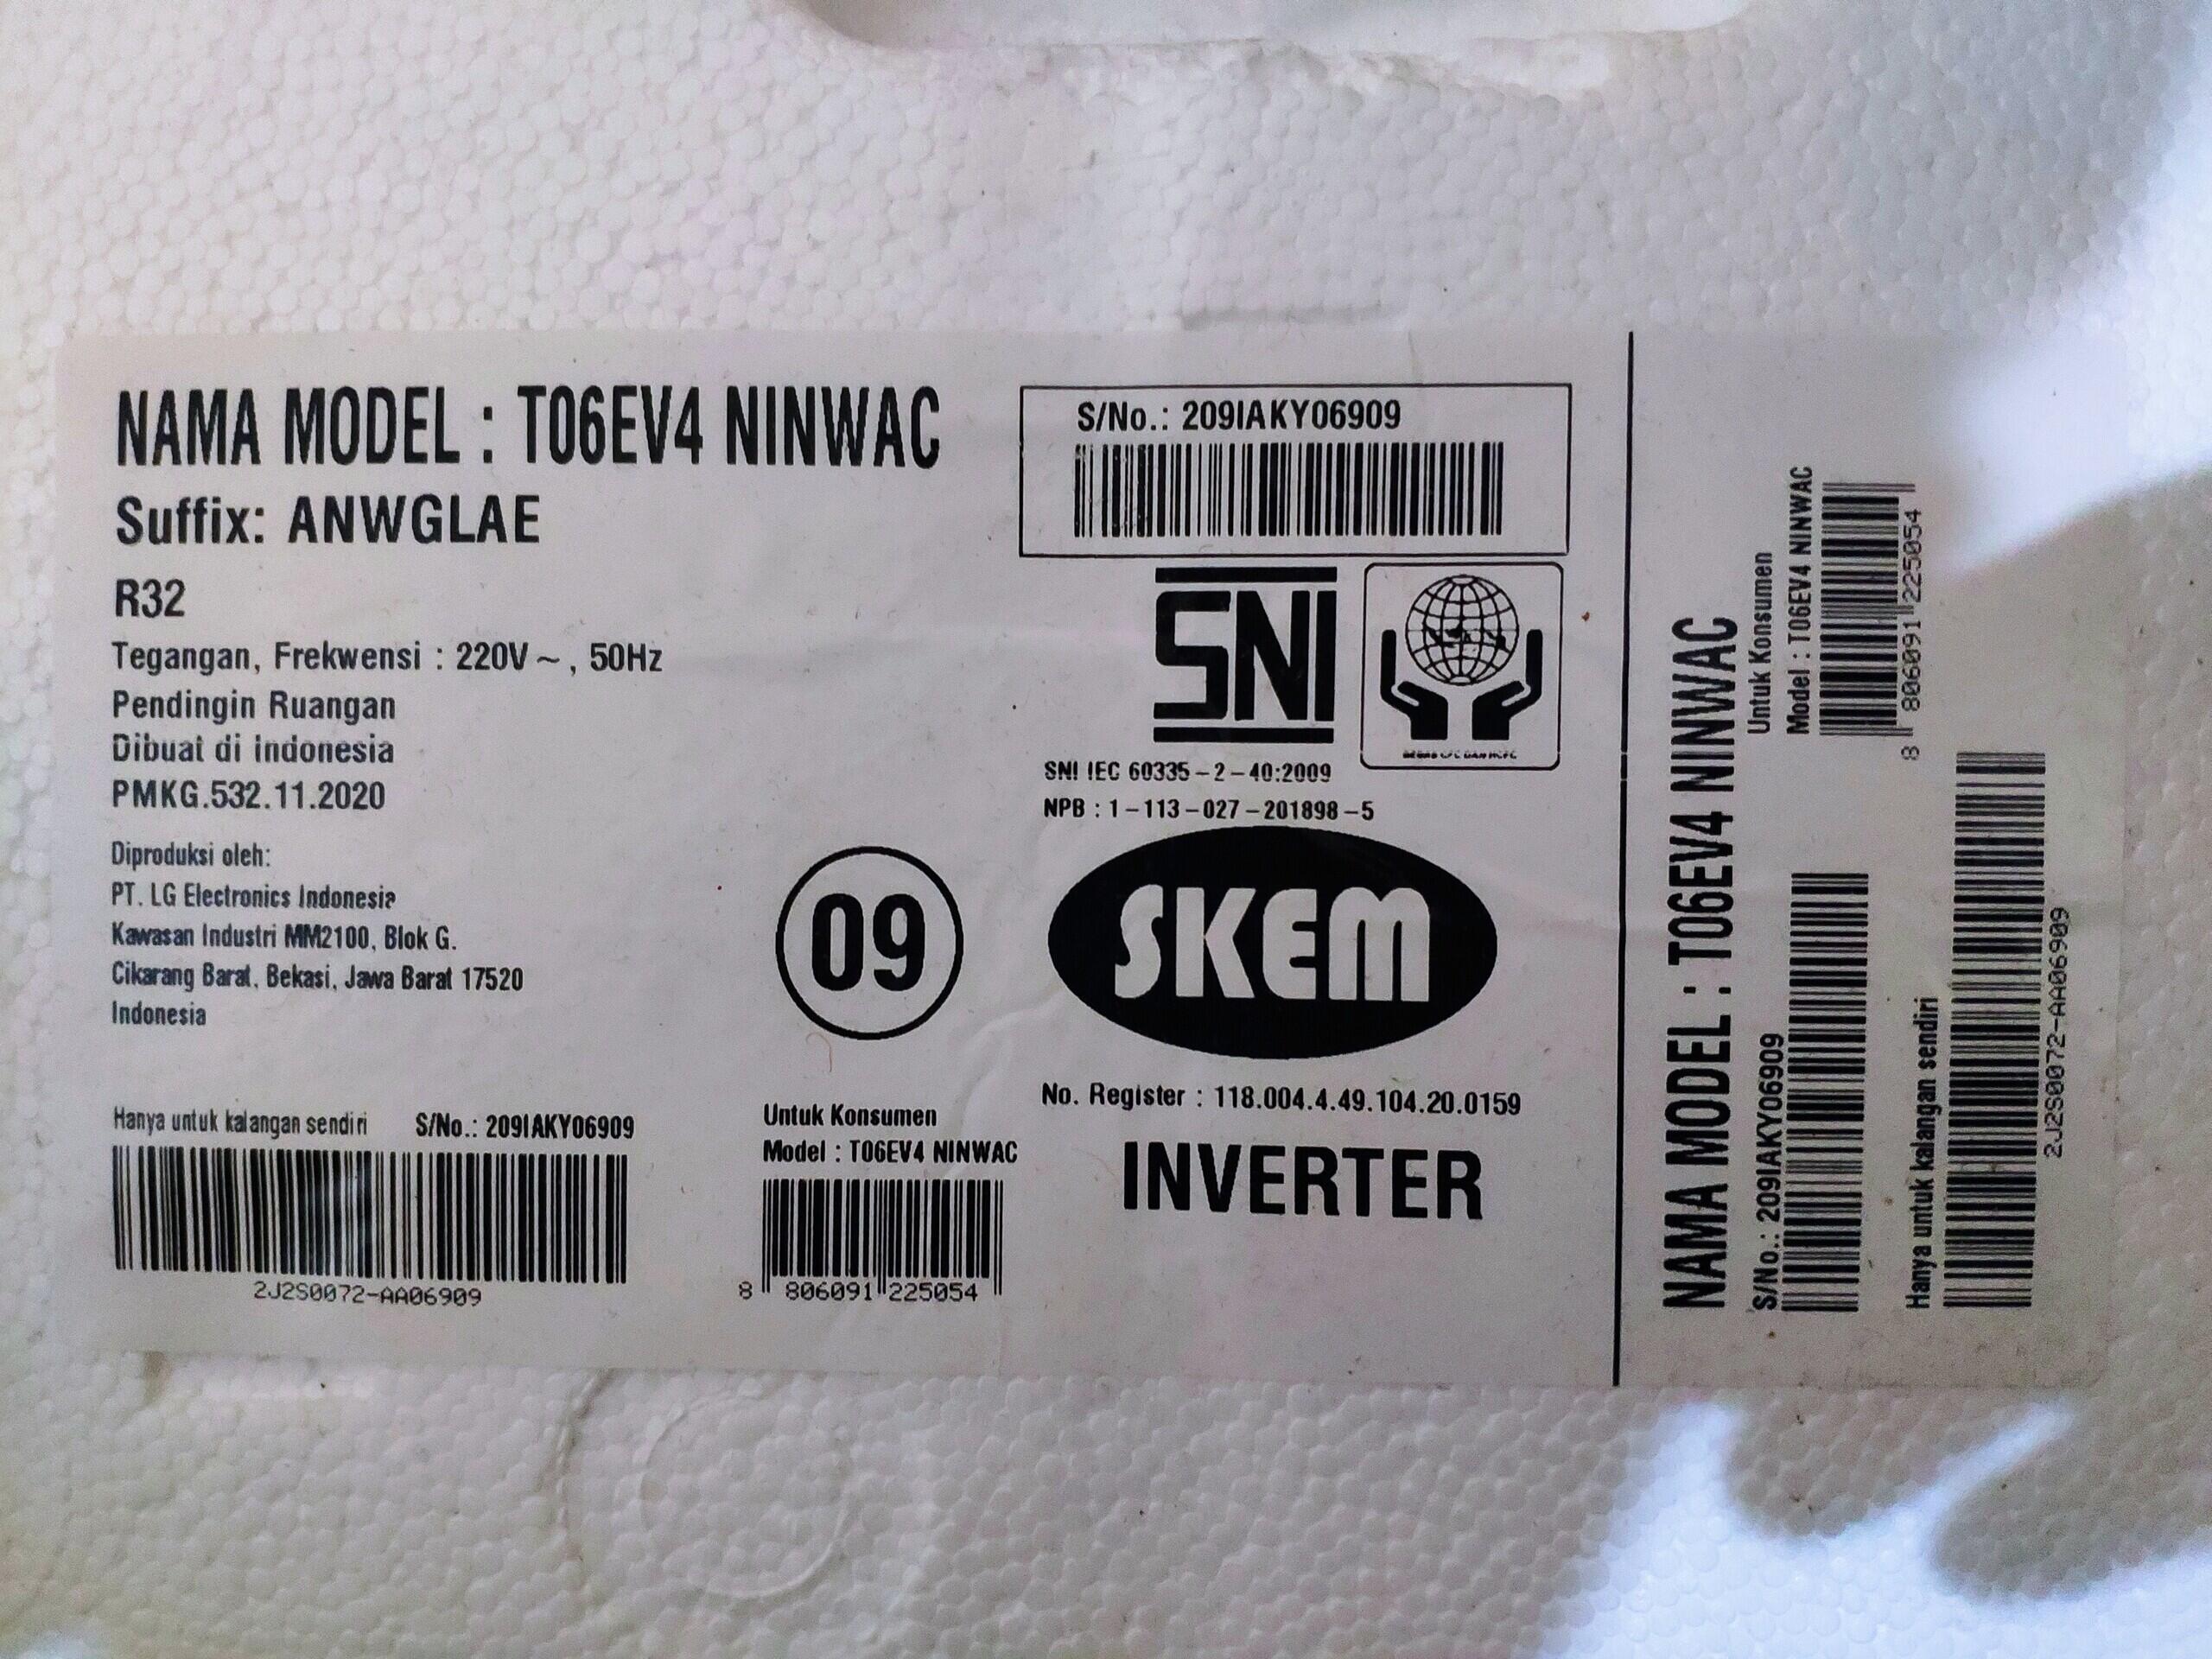 NAMA MODEL : T06EV4 NINWAC
Suffix: ANWGLAE
R32
Tegangan, Frekwensi : 220V ~ , 50Hz
Pendingin Ruangan
Dibuat di Indonesia
PMKG.532.11.2020
Diproduksi oleh:
PT. LG Electronics Indonesia
Kawasan Industri MM2100, Blok G.
Cikarang Barat, Bekasi, Jawa Barat 17520
Indonesia
Hanya untuk kalangan sendiri S/No.: 209IAKY06909
2J2S0072-AA06909
09
Untuk Konsumen
Model : T06EV4 NINWAC
8 806091 225054
S/No.: 209IAKY06909
SNI
BEBAS CFC DAN HCFC
SNI IEC 60335-2-40:2009
NPB : 1-113-027-201898-5
SKEM
No. Register : 118.004.4.49.104.20.0159
INVERTER
NAMA MODEL : T06EV4 NINWAC
S/No.: 209IAKY06909
Untuk Konsumen
Model : T06EV4 NINWAC
8 806091 225054
Hanya untuk kalangan sendiri
2J2S0072-AA06909